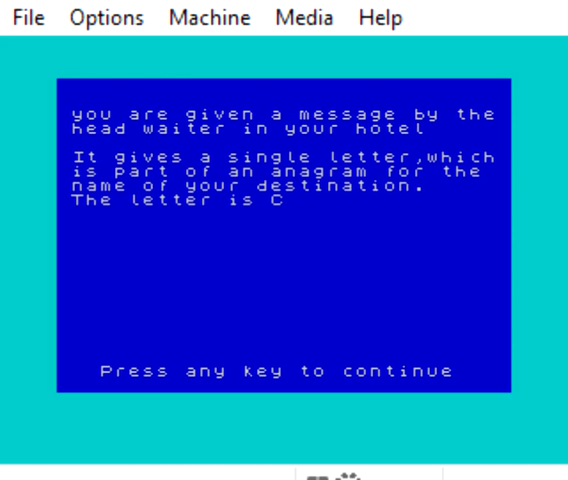 File Options Machine Media Help
you are given a message by the
head waiter in your hotel
It gives a single letter,which
is part of an anagram for the
name of your destination.
The letter is C
Press any key to continue